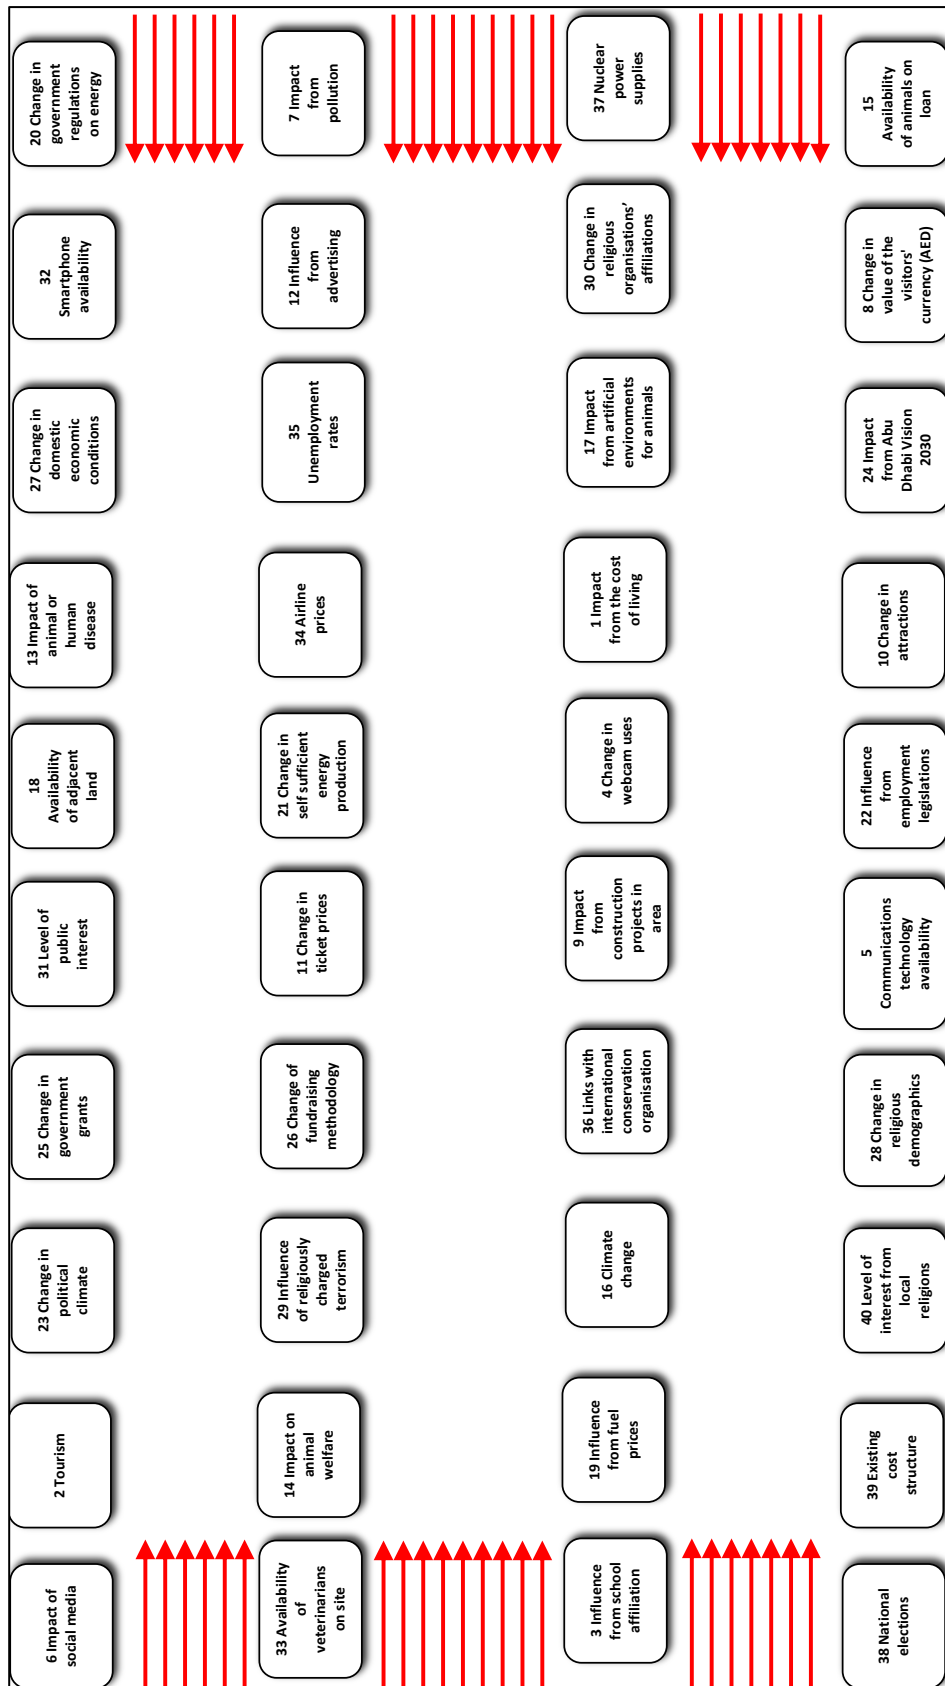 6 Impact of
social media
2 Tourism
23 Change in
political
climate
25 Change in
government
grants
31 Level of
public
interest
18
Availability
of adjacent
land
13 Impact of
animal or
human
disease
27 Change in
domestic
economic
conditions
32
Smartphone
availability
20 Change in
government
regulations
on energy
33 Availability
of
veterinarians
on site
14 Impact on
animal
welfare
29 Influence
of religiously
charged
terrorism
26 Change of
fundraising
methodology
11 Change in
ticket prices
21 Change in
self sufficient
energy
production
34 Airline
prices
35
Unemployment
rates
12 Influence
from
advertising
7 Impact
from
pollution
3 Influence
from school
affiliation
19 Influence
from fuel
prices
16 Climate
change
36 Links with
international
conservation
organisation
9 Impact
from
construction
projects in
area
4 Change in
webcam uses
1 Impact
from the cost
of living
17 Impact
from artificial
environments
for animals
30 Change in
religious
organisations’
affiliations
37 Nuclear
power
supplies
38 National
elections
39 Existing
cost
structure
40 Level of
interest from
local
religions
28 Change in
religious
demographics
5
Communications
technology
availability
22 Influence
from
employment
legislations
10 Change in
attractions
24 Impact
from Abu
Dhabi Vision
2030
8 Change in
value of the
visitors'
currency (AED)
15
Availability
of animals on
loan